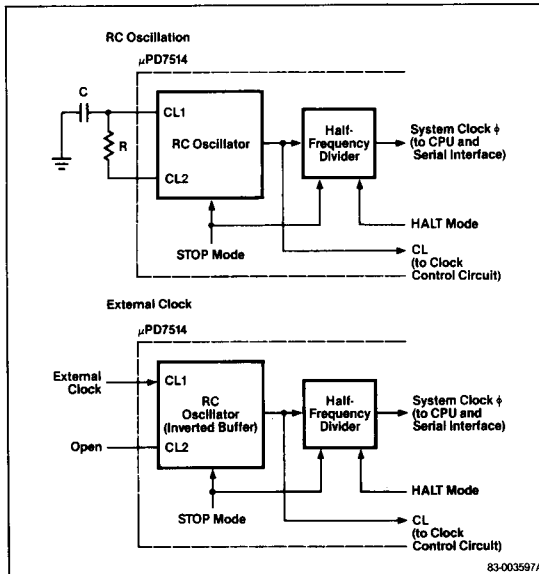 RC Oscillation
μPD7514
C
R
CL1
CL2
RC Oscillator
Half-
Frequency
Divider
System Clock ϕ
(to CPU and
Serial Interface)
HALT Mode
STOP Mode
CL
(to Clock
Control Circuit)
External Clock
μPD7514
External
Clock
Open
CL1
CL2
RC
Oscillator
(Inverted Buffer)
Half-
Frequency
Divider
System Clock ϕ
(to CPU and
Serial Interface)
HALT Mode
STOP Mode
CL
(to Clock
Control Circuit)
83-003597A